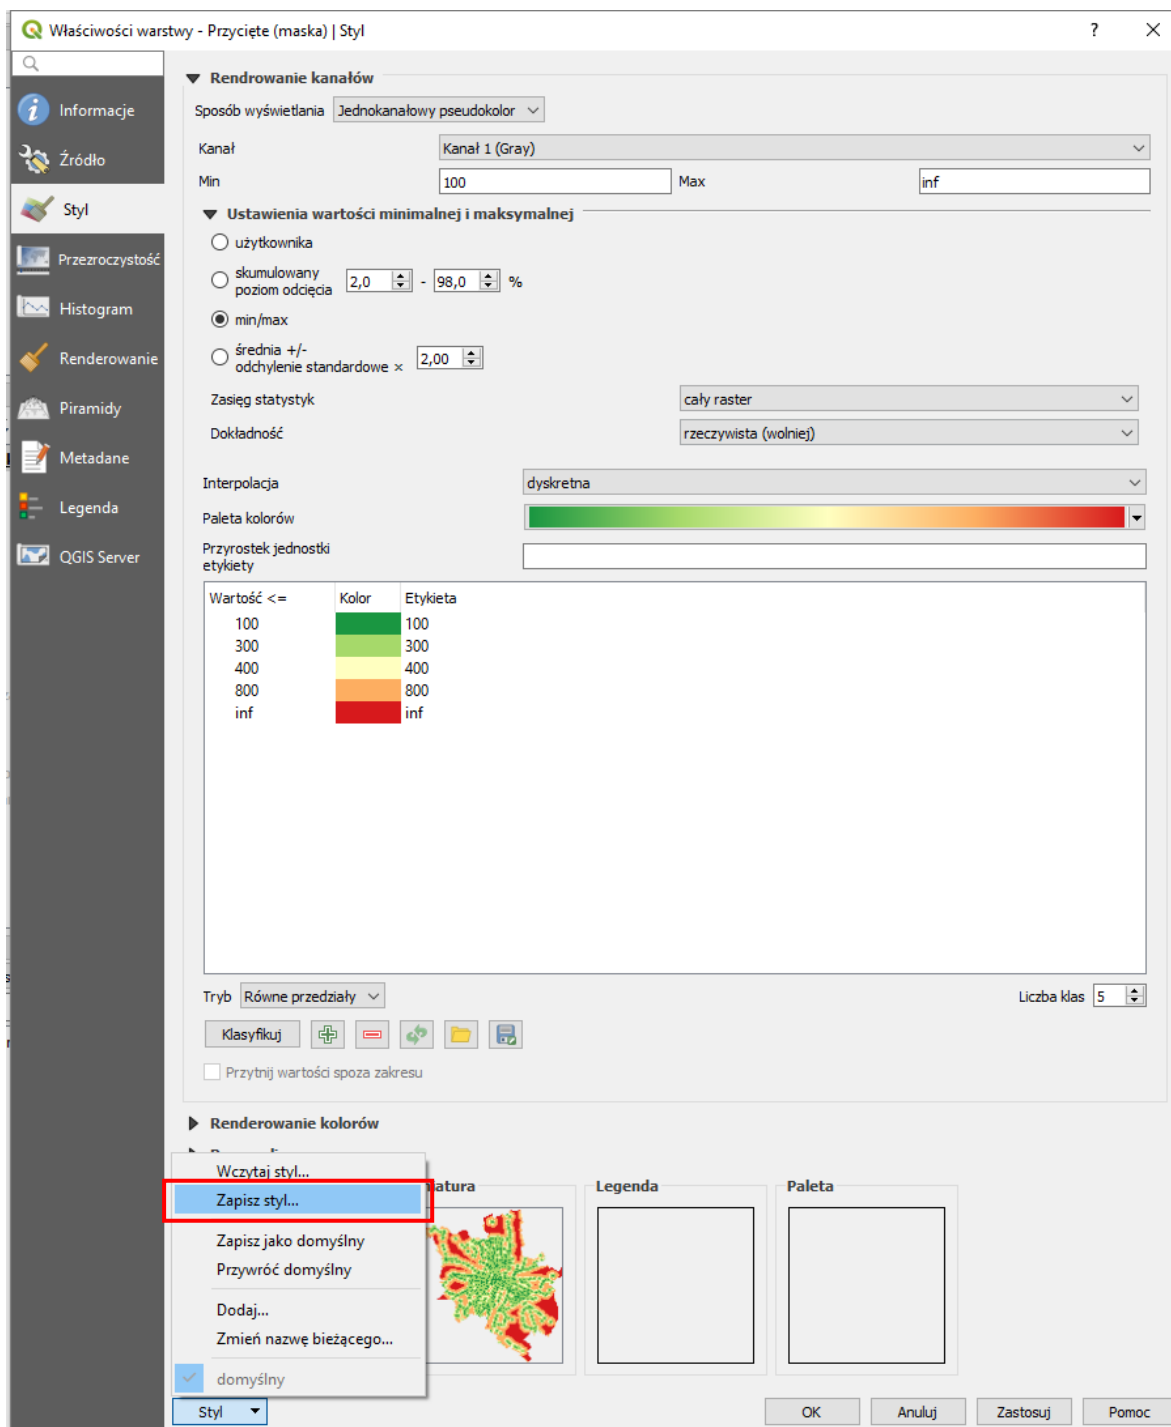 Właściwości warstwy - Przycięte (maska) | Styl ?
Informacje
Źródło
Styl
Przezroczystość
Histogram
Renderowanie
Piramidy
Metadane
Legenda
QGIS Server
Rendrowanie kanałów
Sposób wyświetlania Jednokanałowy pseudokolor
Kanał Kanał 1 (Gray)
Min 100 Max inf
Ustawienia wartości minimalnej i maksymalnej
użytkownika
skumulowany
poziom odcięcia 2,0 - 98,0 %
min/max
średnia +/-
odchylenie standardowe × 2,00
Zasięg statystyk cały raster
Dokładność rzeczywista (wolniej)
Interpolacja dyskretna
Paleta kolorów
Przyrostek jednostki
etykiety
Wartość <= Kolor Etykieta
100 100
300 300
400 400
800 800
inf inf
Tryb Równe przedziały Liczba klas 5
Klasyfikuj
Przytnij wartości spoza zakresu
Renderowanie kolorów
Wczytaj styl...
Zapisz styl...
Zapisz jako domyślny
Przywróć domyślny
Dodaj...
Zmień nazwę bieżącego...
domyślny
atura Legenda Paleta
Styl OK Anuluj Zastosuj Pomoc